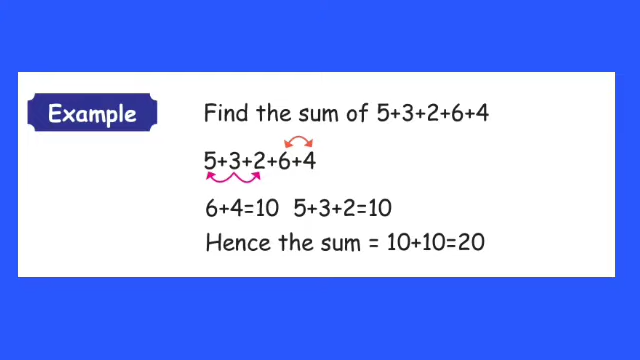 Example
Find the sum of 5+3+2+6+4
5+3+2+6+4
6+4=10 5+3+2=10
Hence the sum = 10+10=20